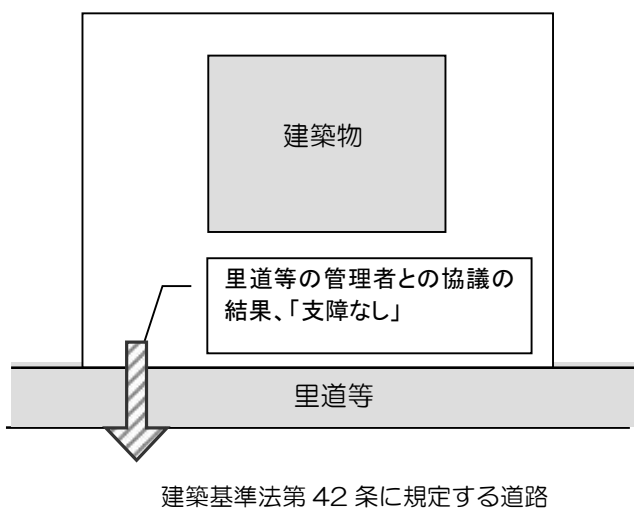 建築物
里道等の管理者との協議の
結果、「支障なし」
里道等
建築基準法第 42 条に規定する道路